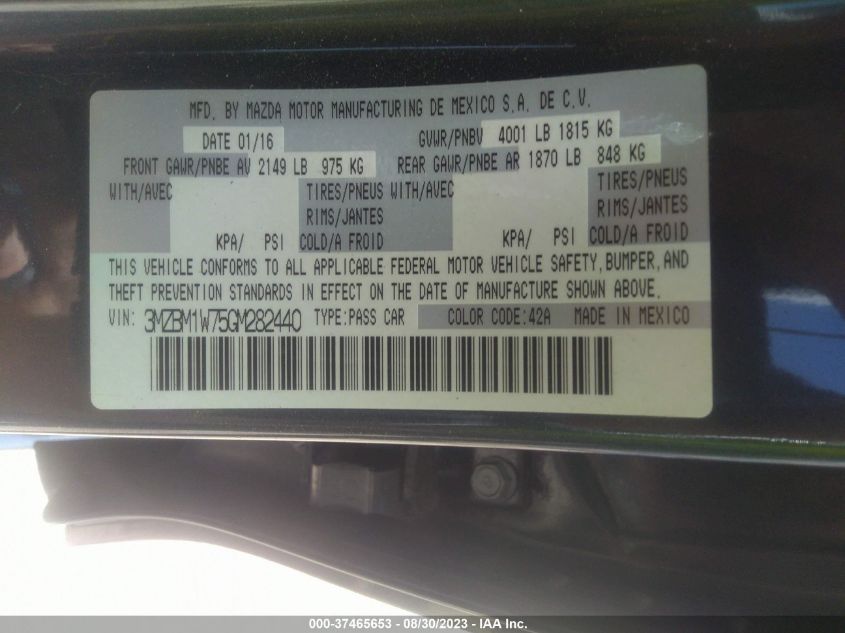 MFD. BY MAZDA MOTOR MANUFACTURING DE MEXICO S.A. DE C.V.
DATE 01/16 GVWR/PNBV 4001 LB 1815 KG
FRONT GAWR/PNBE AV 2149 LB 975 KG REAR GAWR/PNBE AR 1870 LB 848 KG
WITH/AVEC TIRES/PNEUS WITH/AVEC TIRES/PNEUS
RIMS/JANTES RIMS/JANTES
KPA/ PSI COLD/A FROID KPA/ PSI COLD/A FROID
THIS VEHICLE CONFORMS TO ALL APPLICABLE FEDERAL MOTOR VEHICLE SAFETY, BUMPER, AND
THEFT PREVENTION STANDARDS IN EFFECT ON THE DATE OF MANUFACTURE SHOWN ABOVE.
VIN: 3MZBM1W75GM282440 TYPE:PASS CAR COLOR CODE:42A MADE IN MEXICO
000-37465653 - 08/30/2023 - IAA Inc.